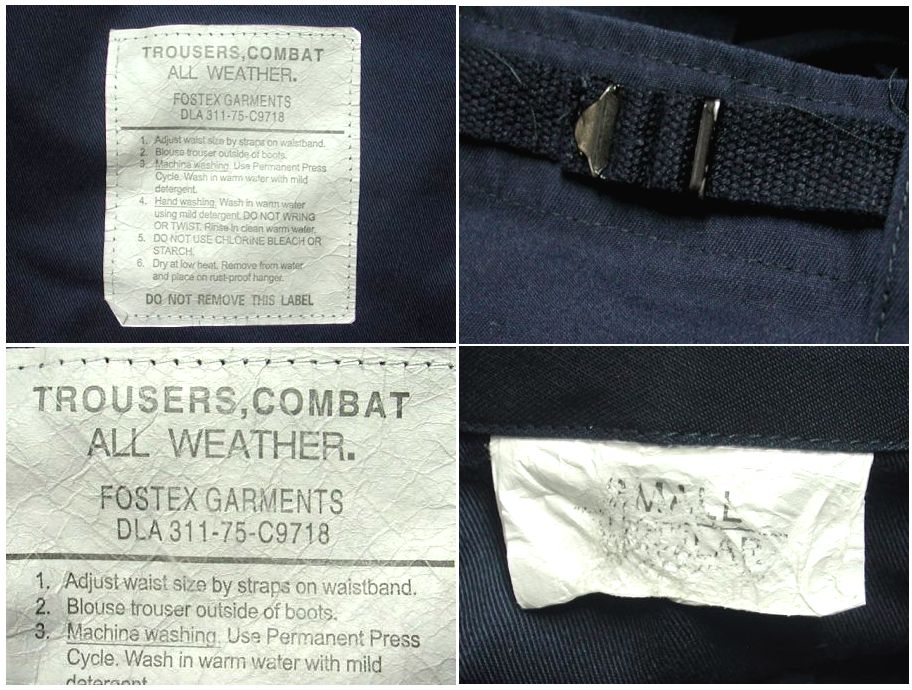 TROUSERS,COMBAT
ALL WEATHER.
FOSTEX GARMENTS
DLA 311-75-C9718
1. Adjust waist size by straps on waistband.
2. Blouse trouser outside of boots.
3. Machine washing. Use Permanent Press
Cycle. Wash in warm water with mild
detergent.
4. Hand washing. Wash in warm water
using mild detergent. DO NOT WRING
OR TWIST. Rinse in clean warm water.
5. DO NOT USE CHLORINE BLEACH OR
STARCH.
6. Dry at low heat. Remove from water
and place on rust-proof hanger.
DO NOT REMOVE THIS LABEL
TROUSERS,COMBAT
ALL WEATHER.
FOSTEX GARMENTS
DLA 311-75-C9718
1. Adjust waist size by straps on waistband.
2. Blouse trouser outside of boots.
3. Machine washing. Use Permanent Press
Cycle. Wash in warm water with mild
detergent
SMALL